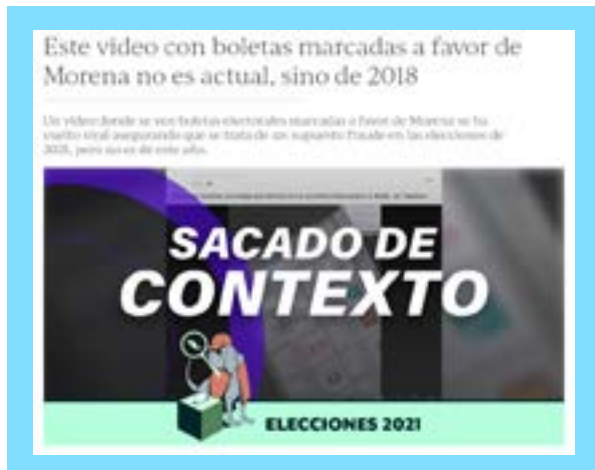 Este video con boletas marcadas a favor de
Morena no es actual, sino de 2018
Un video donde se ven boletas electorales marcadas a favor de Morena se ha
vuelto viral asegurando que se trata de un supuesto fraude en las elecciones de
2021, pero no es de este año.
SACADO DE
CONTEXTO
ELECCIONES 2021